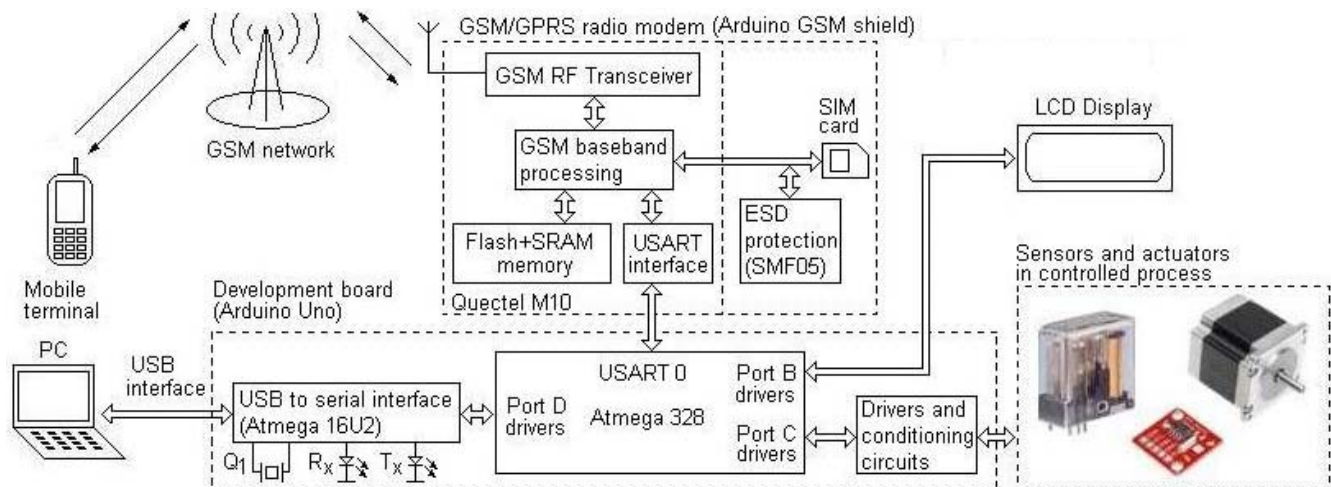 GSM/GPRS radio modem (Arduino GSM shield)
GSM RF Transceiver
GSM network
GSM baseband
processing
SIM
card
LCD Display
Flash+SRAM
memory
USART
interface
ESD
protection
(SMF05)
Quectel M10
Mobile
terminal
Sensors and actuators
in controlled process
Development board
(Arduino Uno)
PC
USB
interface
USB to serial interface
(Atmega 16U2)
Q1
Rx
Tx
USART 0
Atmega 328
Port D
drivers
Port B
drivers
Port C
drivers
Drivers and
conditioning
circuits